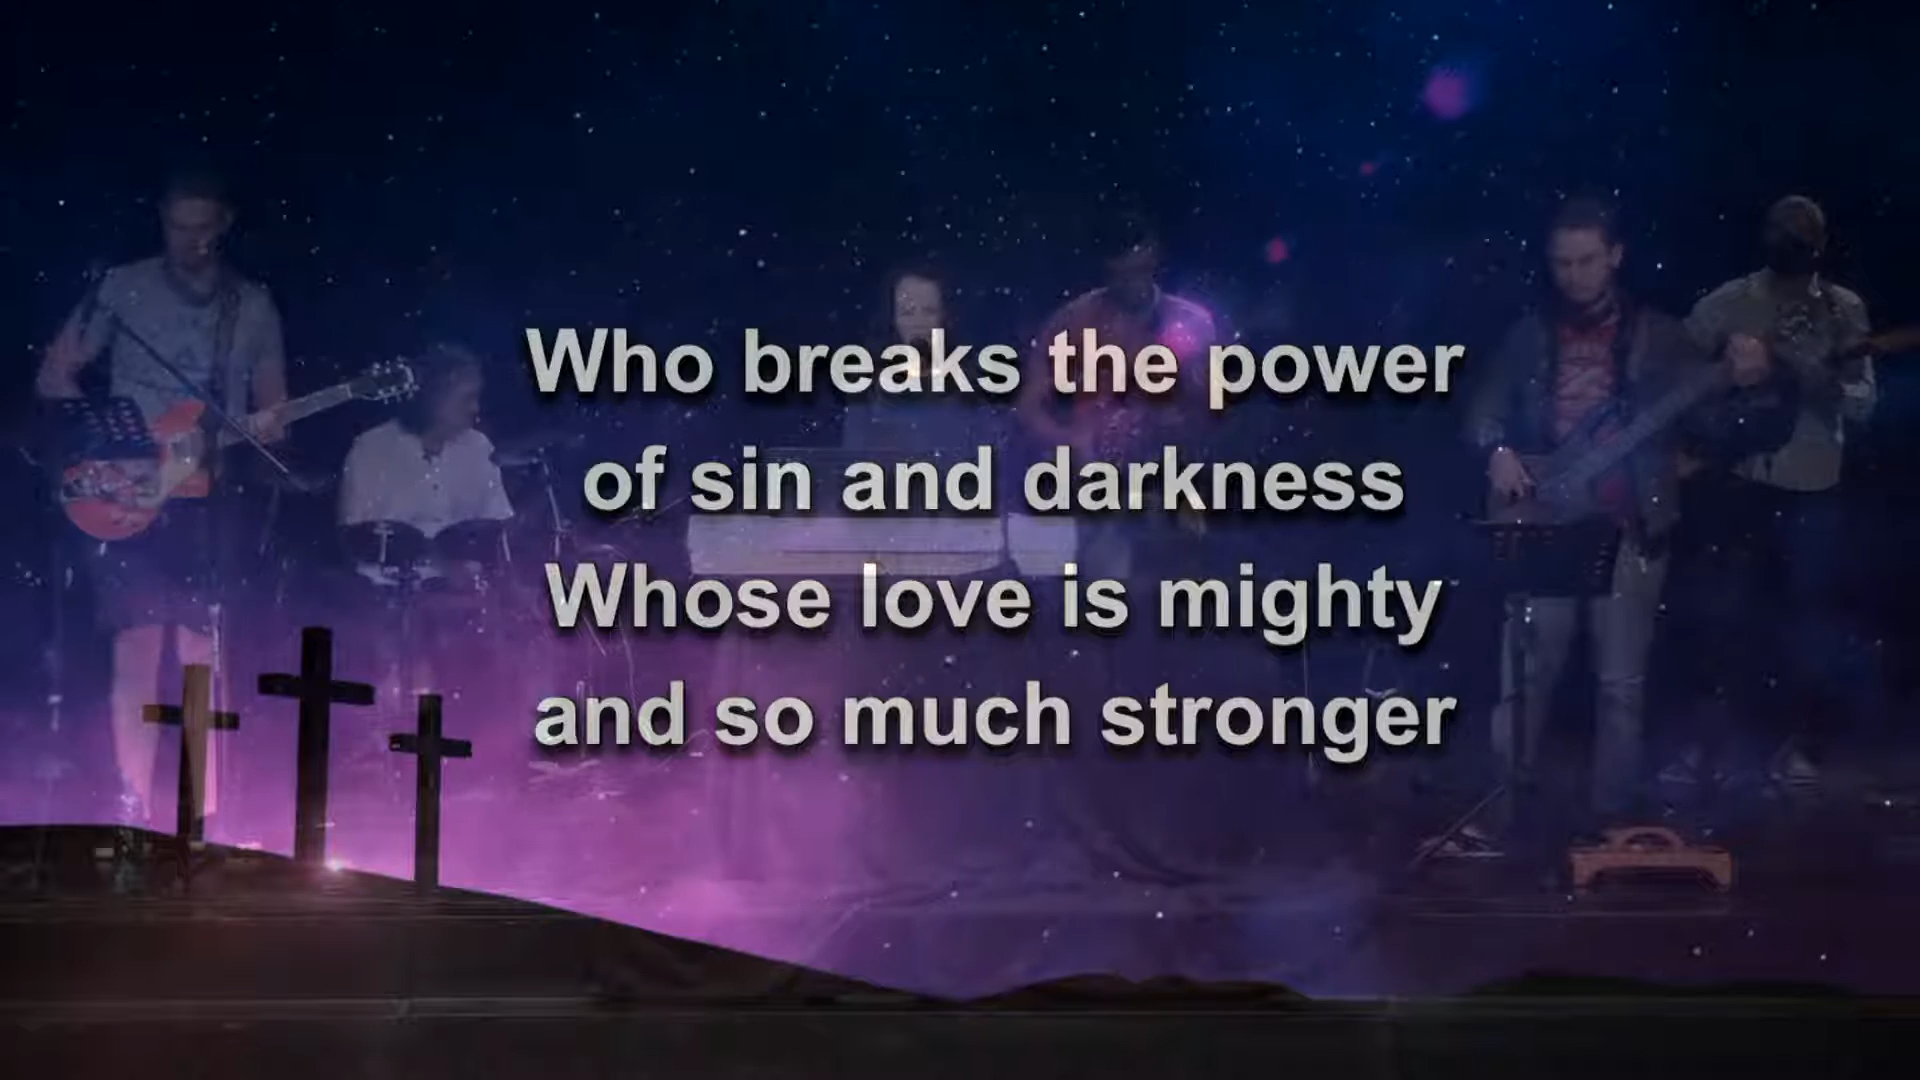 Who breaks the power
of sin and darkness
Whose love is mighty
and so much stronger